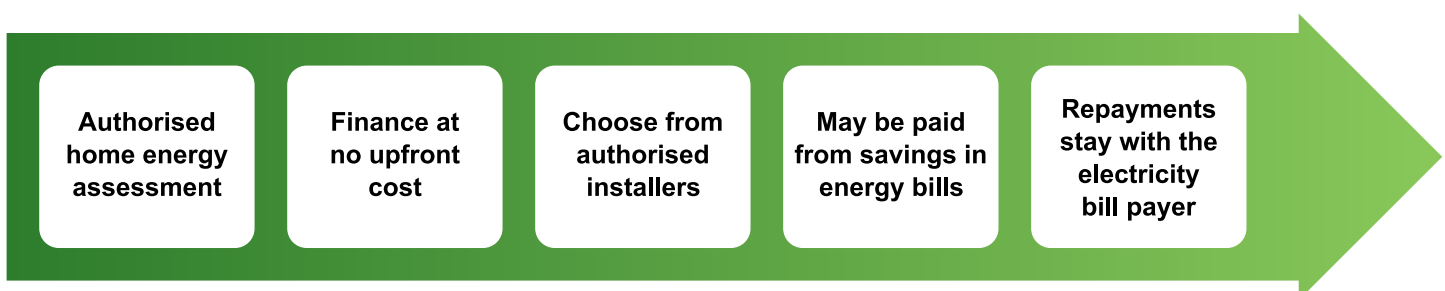 Authorised
home energy
assessment
Finance at
no upfront
cost
Choose from
authorised
installers
May be paid
from savings in
energy bills
Repayments
stay with the
electricity
bill payer